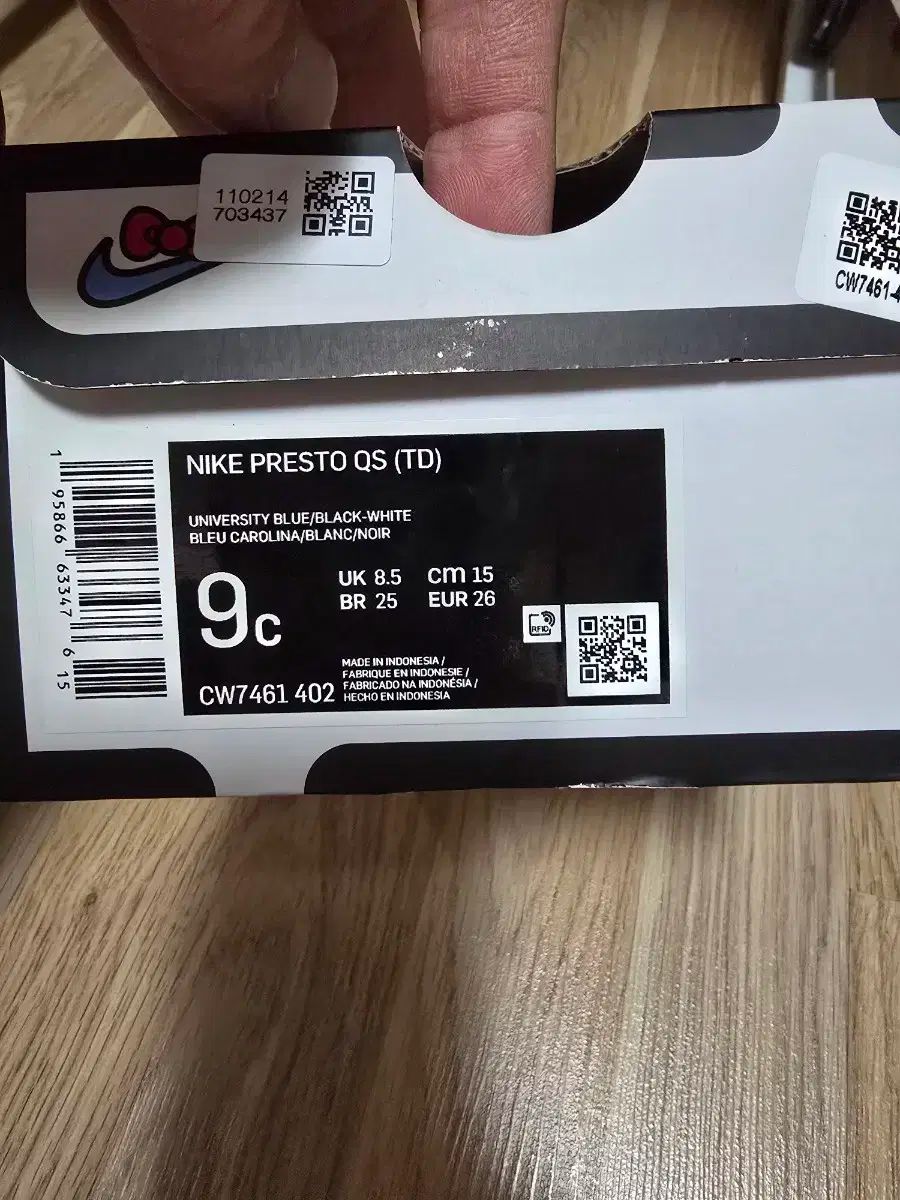 110214
703437
CW7461-4
NIKE PRESTO QS (TD)
UNIVERSITY BLUE/BLACK-WHITE
BLEU CAROLINA/BLANC/NOIR
9c
UK 8.5 cm 15
BR 25 EUR 26
RFID
CW7461 402
MADE IN INDONESIA /
FABRIQUE EN INDONESIE /
FABRICADO NA INDONÉSIA /
HECHO EN INDONESIA
1 95866 63347 6 15